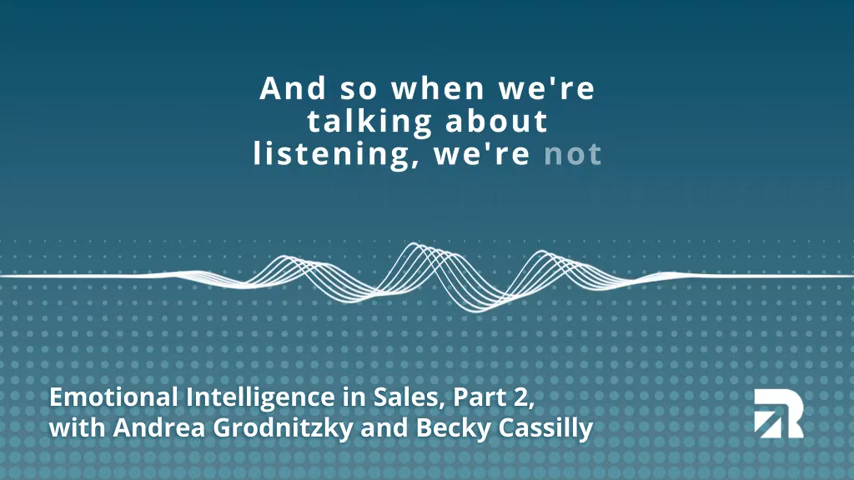 And so when we're
talking about
listening, we're not
Emotional Intelligence in Sales, Part 2,
with Andrea Grodnitzky and Becky Cassilly